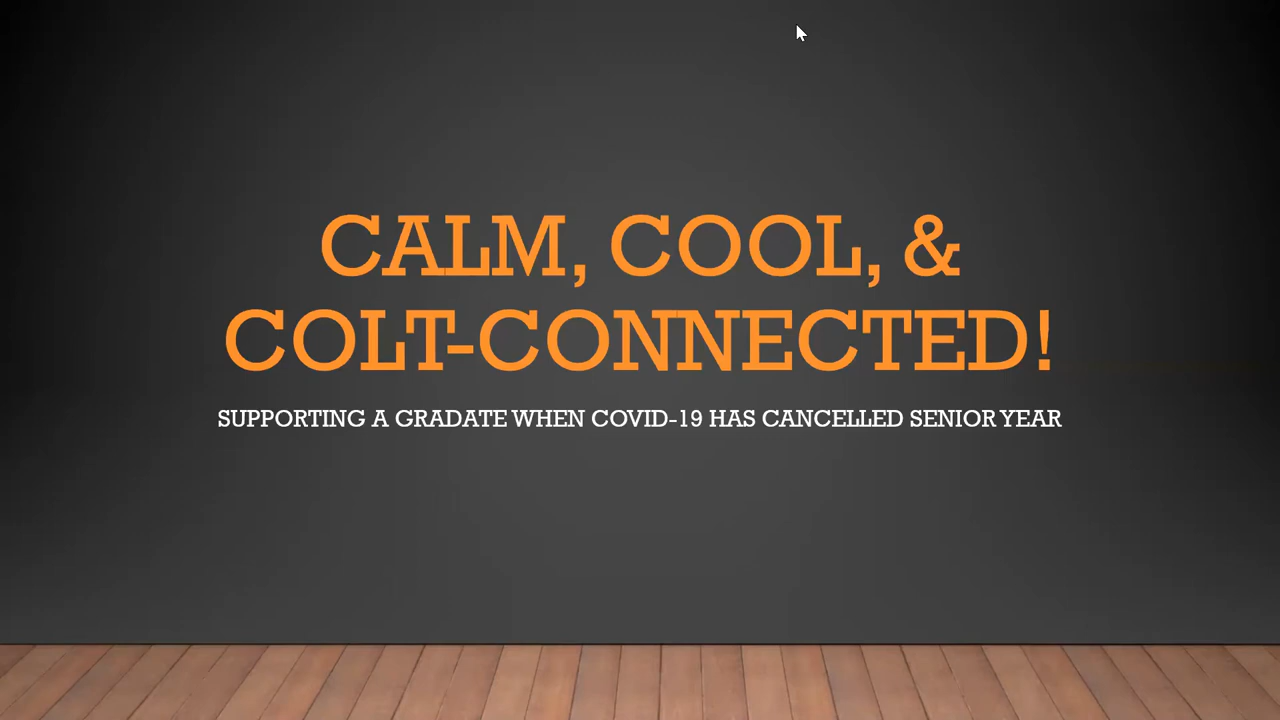 CALM, COOL, &
COLT-CONNECTED!
SUPPORTING A GRADATE WHEN COVID-19 HAS CANCELLED SENIOR YEAR